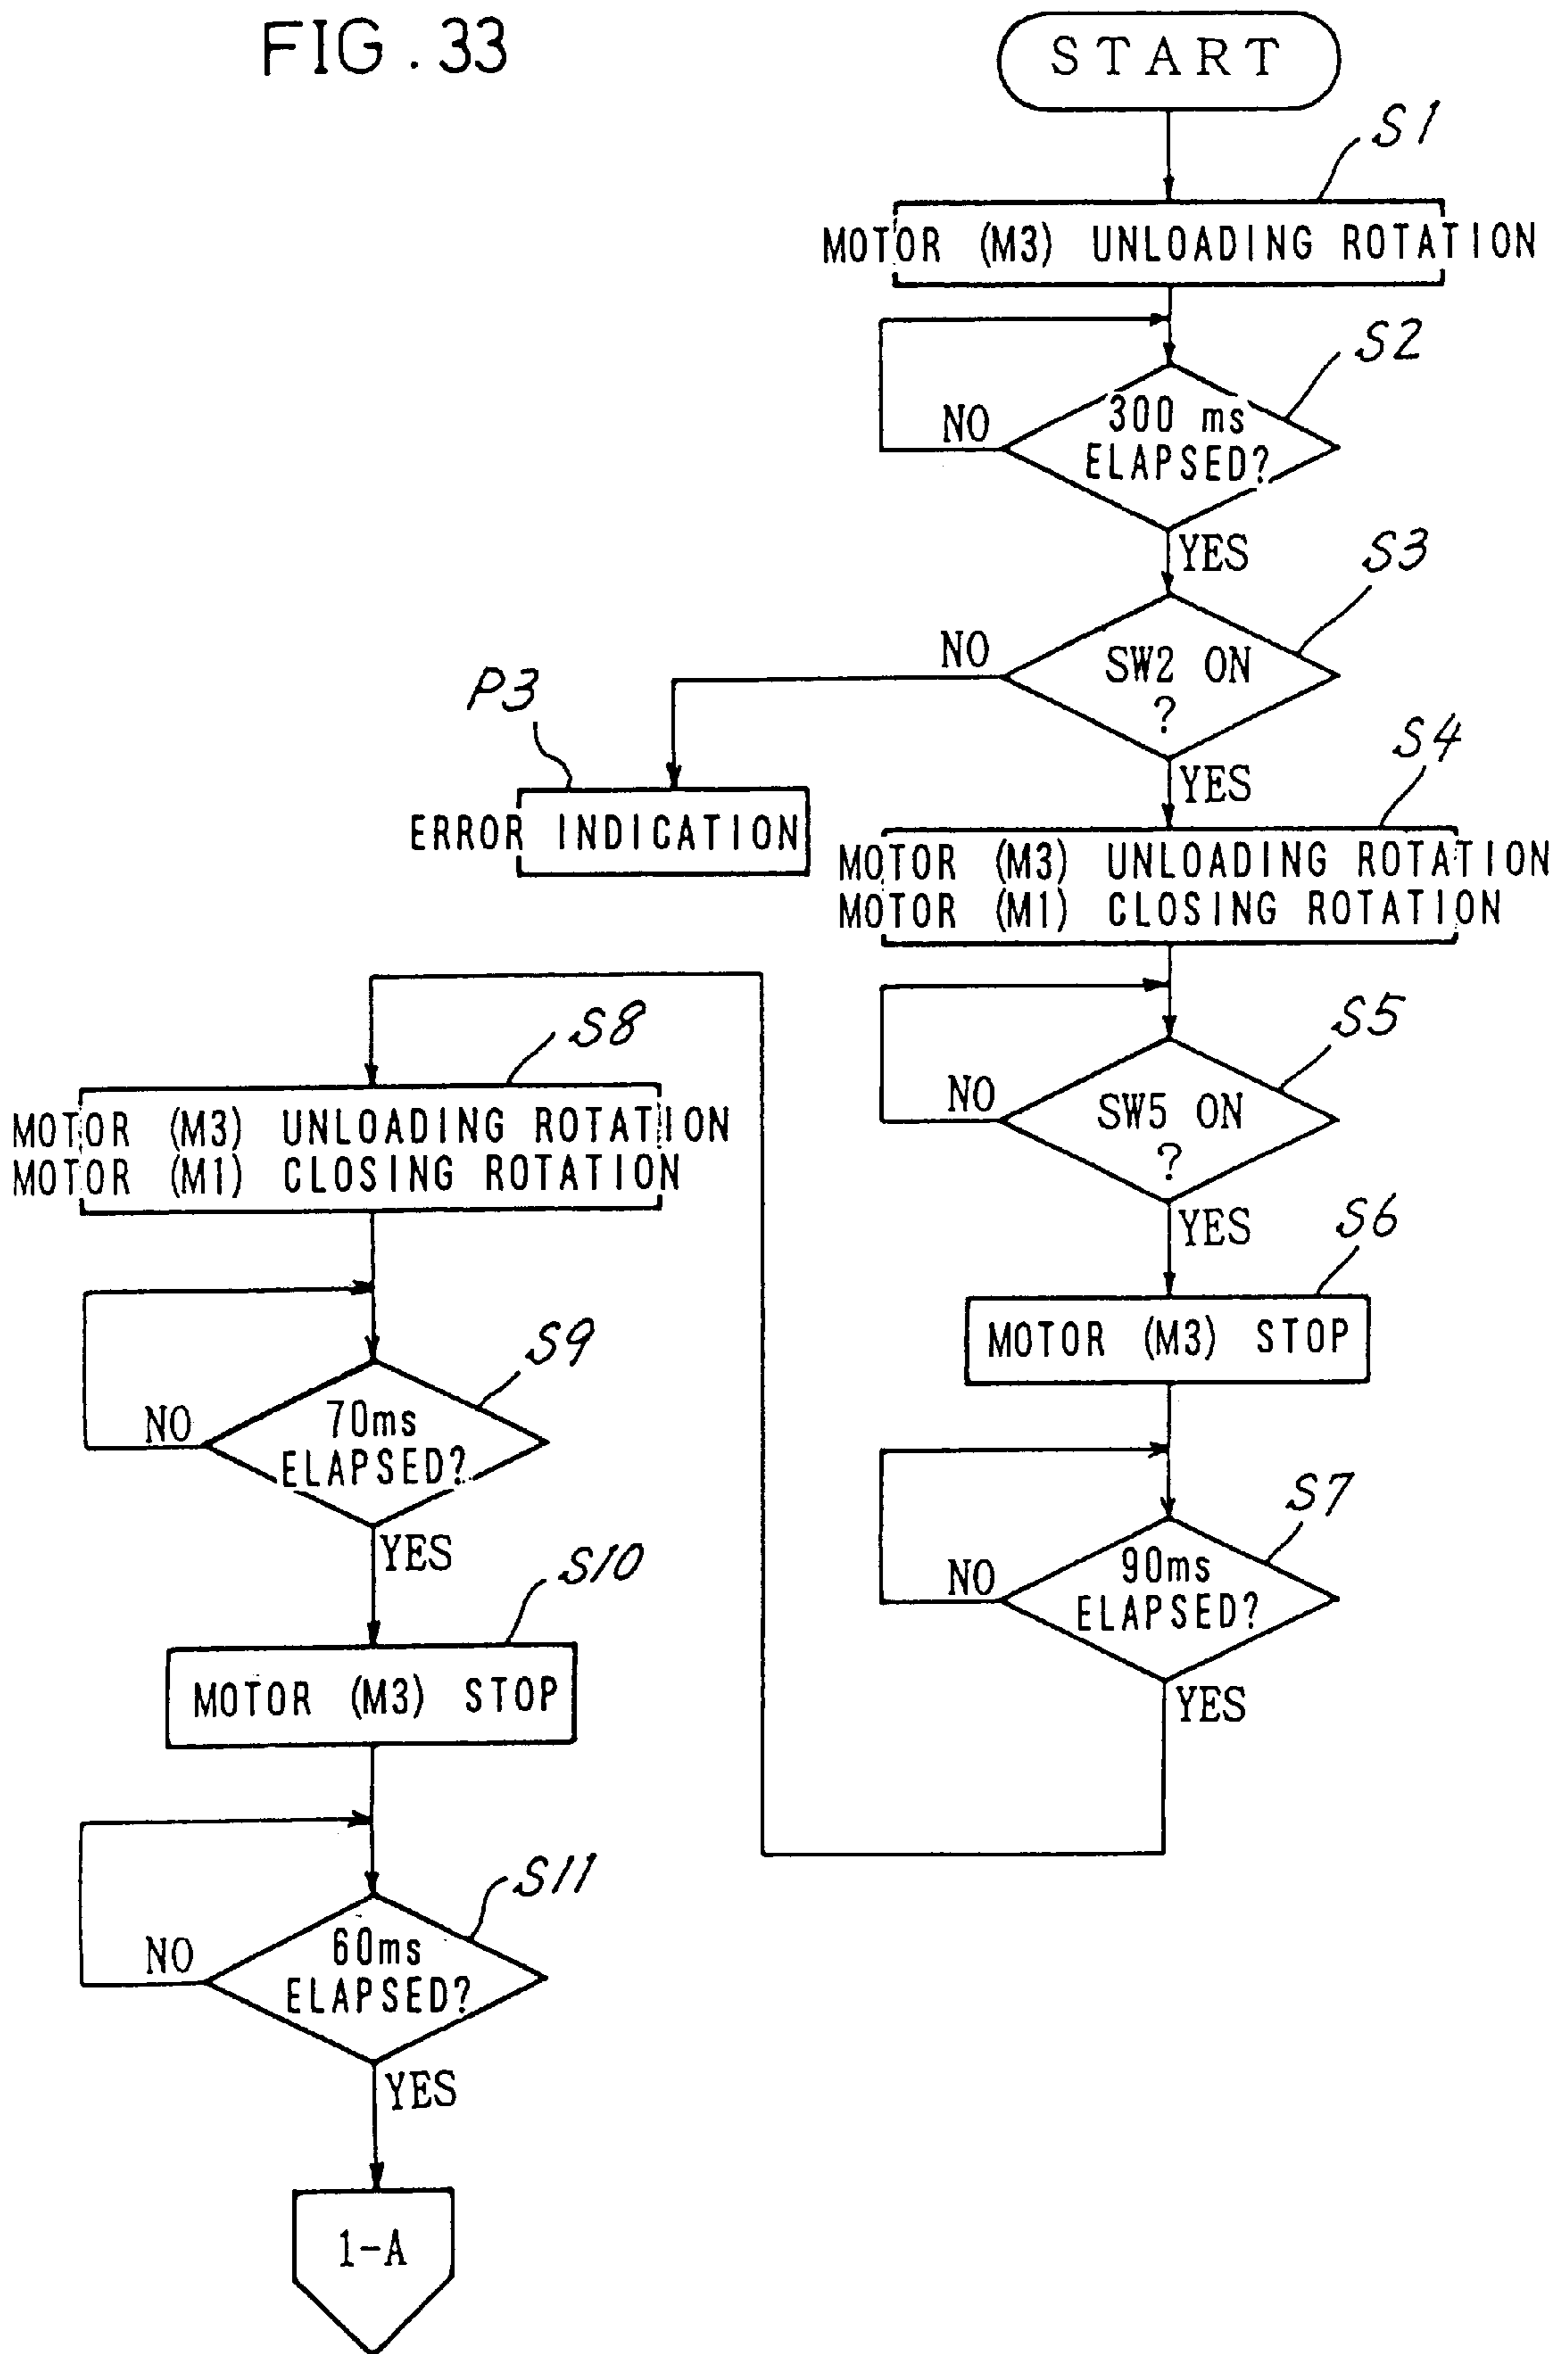 FIG. 33
START
S1
MOTOR (M3) UNLOADING ROTATION
S2
300 ms
ELAPSED?
NO
YES
S3
SW2 ON
?
NO
P3
ERROR INDICATION
YES
S4
MOTOR (M3) UNLOADING ROTATION
MOTOR (M1) CLOSING ROTATION
S5
SW5 ON
?
NO
YES
S6
MOTOR (M3) STOP
S7
90ms
ELAPSED?
NO
YES
S8
MOTOR (M3) UNLOADING ROTATION
MOTOR (M1) CLOSING ROTATION
S9
70ms
ELAPSED?
NO
YES
S10
MOTOR (M3) STOP
S11
60ms
ELAPSED?
NO
YES
1-A